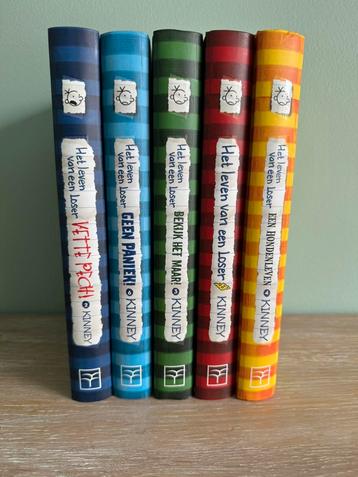 Het leven
van een Loser
VETTE PECH!
KINNEY
Het leven
van een Loser
GEEN PANIEK!
KINNEY
Het leven
van een Loser
BEKIJK HET MAAR!
KINNEY
Het leven van een Loser
KINNEY
Het leven
van een Loser
EEN HONDENLEVEN
KINNEY